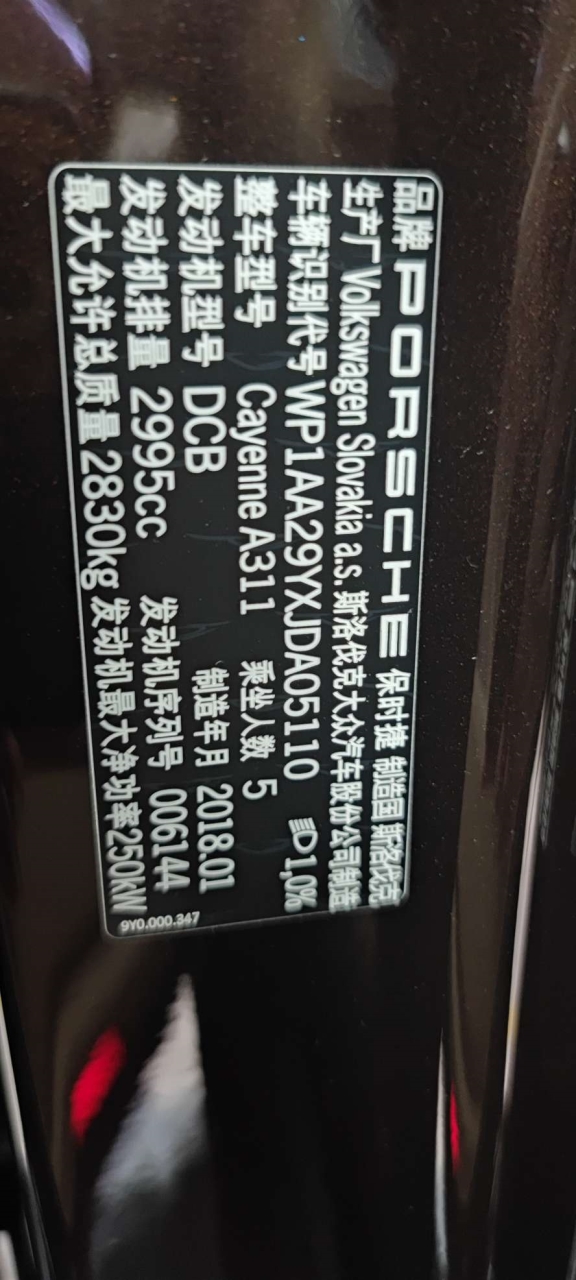 品牌 PORSCHE 保时捷 制造国 斯洛伐克
生产厂 Volkswagen Slovakia a.s. 斯洛伐克大众汽车股份公司制造
车辆识别代号 WP1AA29YXJDA05110 1,0%
整车型号 Cayenne A311 乘坐人数 5
发动机型号 DCB 制造年月 2018.01
发动机排量 2995cc 发动机序列号 006144
最大允许总质量 2830kg 发动机最大净功率250kW
9Y0.000.347